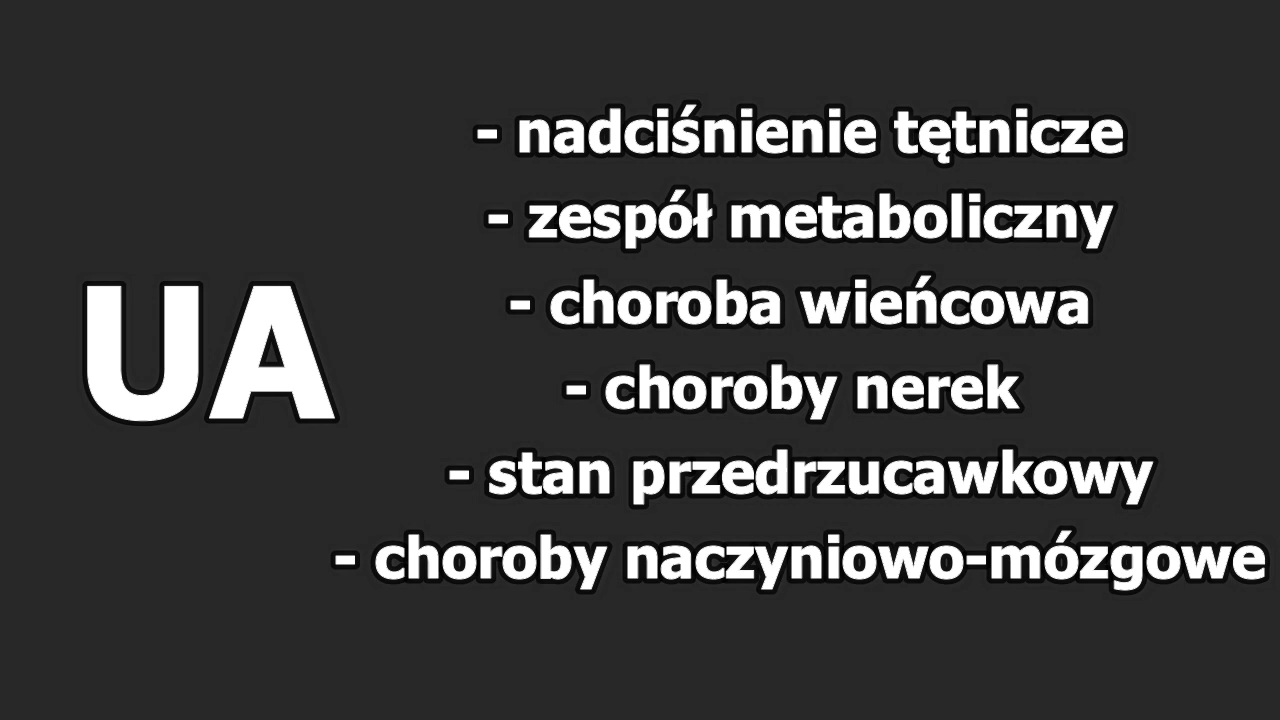 UA
- nadciśnienie tętnicze
- zespół metaboliczny
- choroba wieńcowa
- choroby nerek
- stan przedrzucawkowy
- choroby naczyniowo-mózgowe